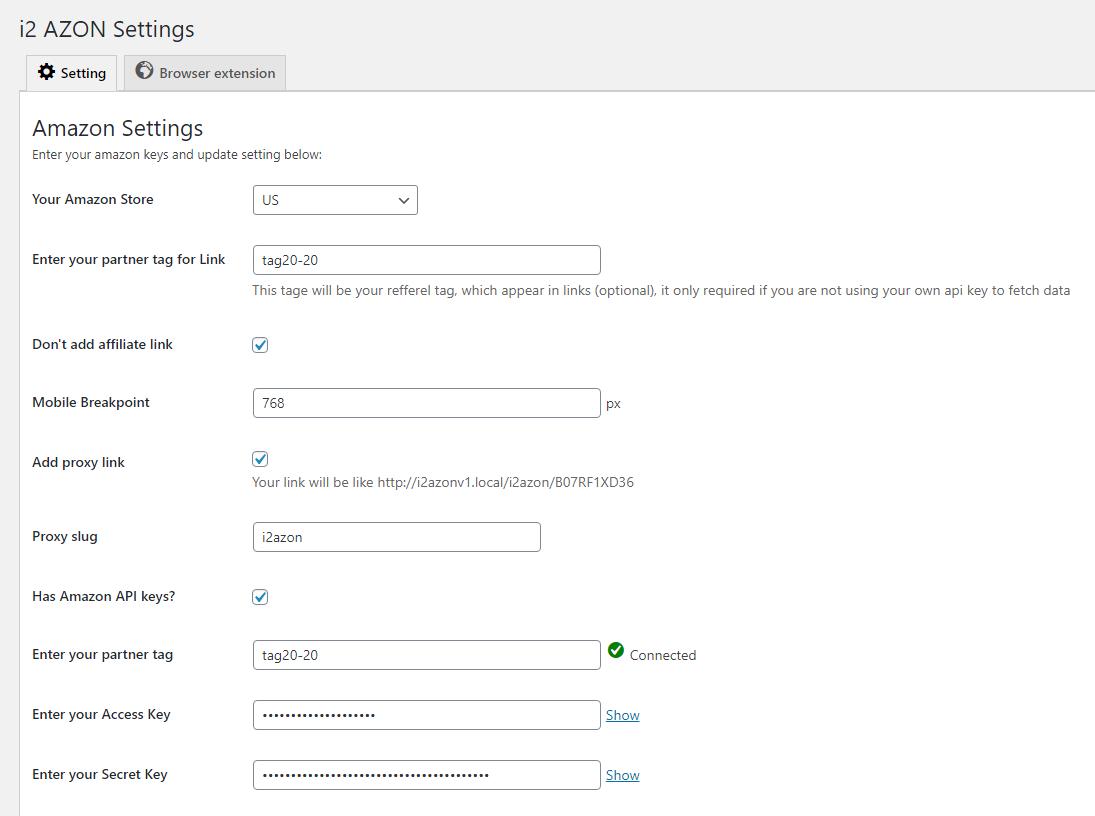 i2 AZON Settings
Setting
Browser extension
Amazon Settings
Enter your amazon keys and update setting below:
Your Amazon Store
US
Enter your partner tag for Link
tag20-20
This tage will be your refferel tag, which appear in links (optional), it only required if you are not using your own api key to fetch data
Don't add affiliate link
Mobile Breakpoint
768
px
Add proxy link
Your link will be like http://i2azonv1.local/i2azon/B07RF1XD36
Proxy slug
i2azon
Has Amazon API keys?
Enter your partner tag
tag20-20
Connected
Enter your Access Key
••••••••••••••••••••
Show
Enter your Secret Key
••••••••••••••••••••••••••••••••••••••••
Show